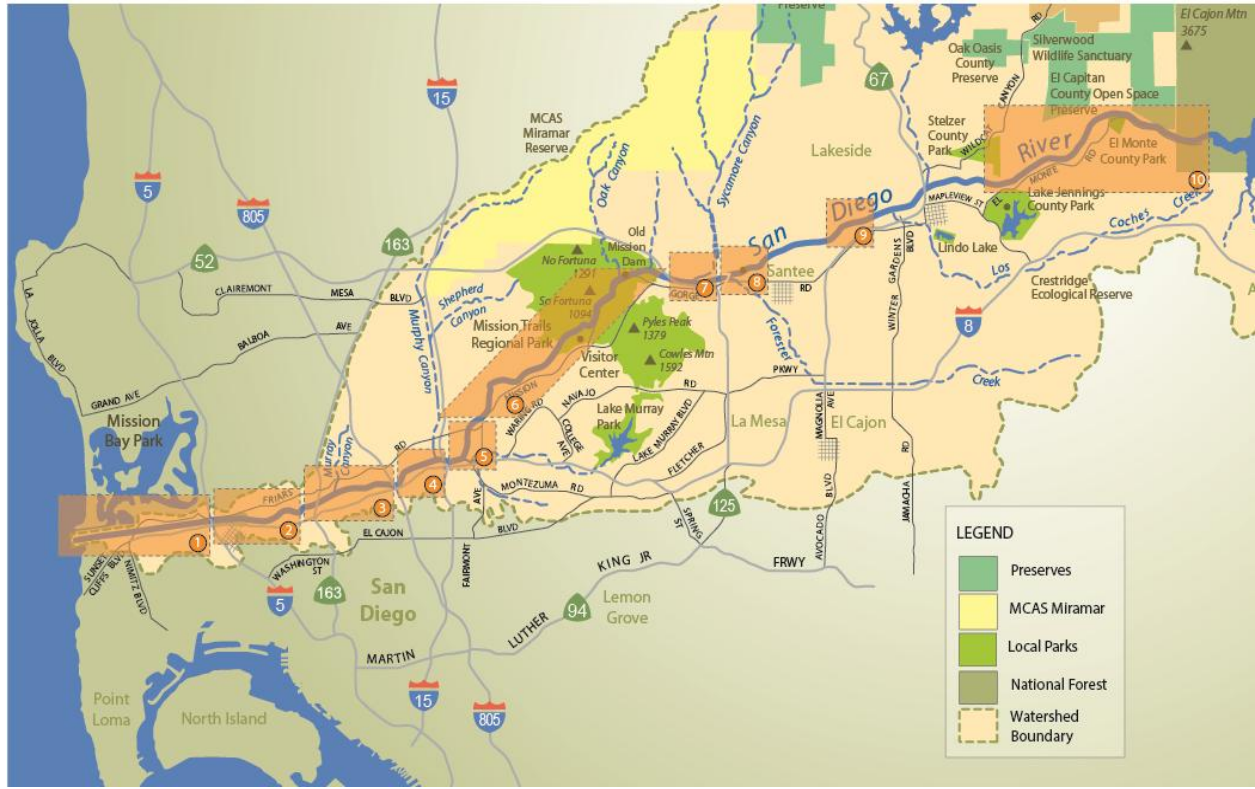 Preserve
El Cajon Mtn
3675
Oak Oasis
County
Preserve
Silverwood
Wildlife Sanctuary
El Capitan
County Open Space
Preserve
67
15
MCAS
Miramar
Reserve
Oak Canyon
Sycamore Canyon
Lakeside
Stelzer
County
Park
WILDCAT
CANYON
River
RD
El Monte
County Park
MONTE
EL
10
5
805
163
52
CLAIREMONT
MESA
BLVD
BALBOA
AVE
LA
JOLLA
BLVD
GRAND AVE
No Fortuna
1291
So Fortuna
1094
Old
Mission
Dam
Shepherd
Canyon
Murphy Canyon
Mission Trails
Regional Park
Visitor
Center
Pyles Peak
1379
Cowles Mtn
1592
GORGE
7
8
San
Diego
Santee
RD
9
MAPLEVIEW ST
Lake Jennings
County Park
Lindo Lake
Los
Coches
Creek
Crestridge
Ecological Reserve
WINTER
GARDENS
BLVD
8
A
Forester
Creek
PKWY
MISSION
6
NAVAJO
RD
WARING RD
COLLEGE
AVE
Lake Murray
Park
LAKE MURRAY BLVD
FLETCHER
La Mesa
MAGNOLIA
AVE
El Cajon
Mission
Bay Park
Murray
Canyon
RD
FRIARS
5
4
3
2
1
MONTEZUMA
RD
AVE
FAIRMONT
EL CAJON
BLVD
125
SPRING
ST
AVOCADO
BLVD
JAMACHA
RD
SUNSET
CLIFFS BLVD
NIMITZ BLVD
WASHINGTON
ST
163
5
San
Diego
MARTIN
LUTHER
KING JR
FRWY
94
Lemon
Grove
15
805
Point
Loma
North Island
LEGEND
Preserves
MCAS Miramar
Local Parks
National Forest
Watershed
Boundary